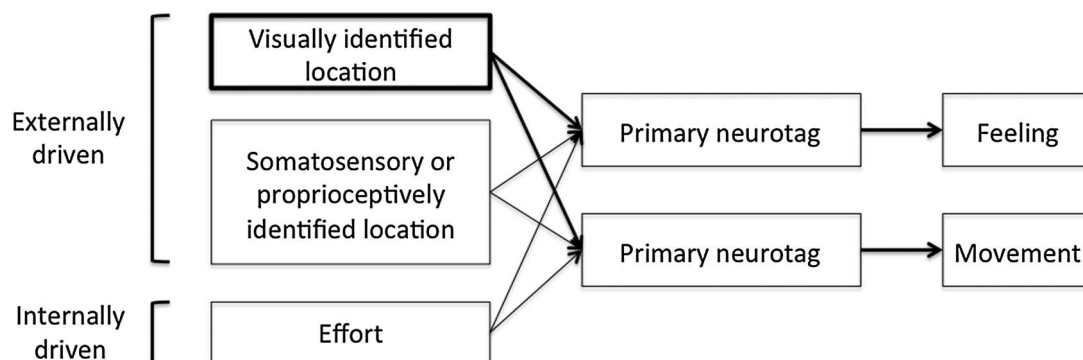 Externally
driven
Visually identified
location
Somatosensory or
proprioceptively
identified location
Primary neurotag
Feeling
Primary neurotag
Movement
Internally
driven
Effort